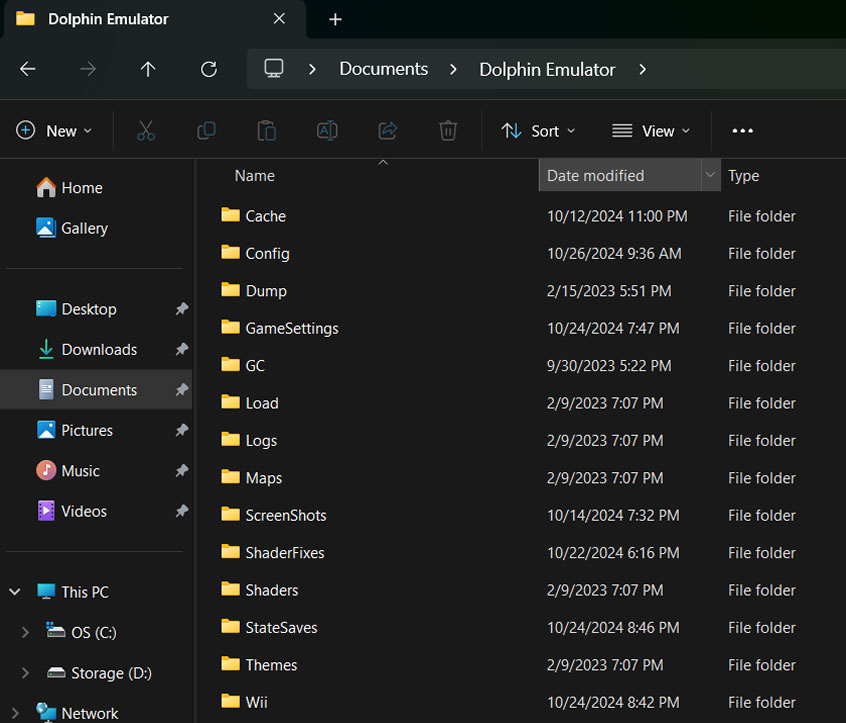 Dolphin Emulator
Documents Dolphin Emulator
New Sort View
Name Date modified Type
Home
Gallery
Desktop
Downloads
Documents
Pictures
Music
Videos
This PC
OS (C:)
Storage (D:)
Network
Cache 10/12/2024 11:00 PM File folder
Config 10/26/2024 9:36 AM File folder
Dump 2/15/2023 5:51 PM File folder
GameSettings 10/24/2024 7:47 PM File folder
GC 9/30/2023 5:22 PM File folder
Load 2/9/2023 7:07 PM File folder
Logs 2/9/2023 7:07 PM File folder
Maps 2/9/2023 7:07 PM File folder
ScreenShots 10/14/2024 7:32 PM File folder
ShaderFixes 10/22/2024 6:16 PM File folder
Shaders 2/9/2023 7:07 PM File folder
StateSaves 10/24/2024 8:46 PM File folder
Themes 2/9/2023 7:07 PM File folder
Wii 10/24/2024 8:42 PM File folder